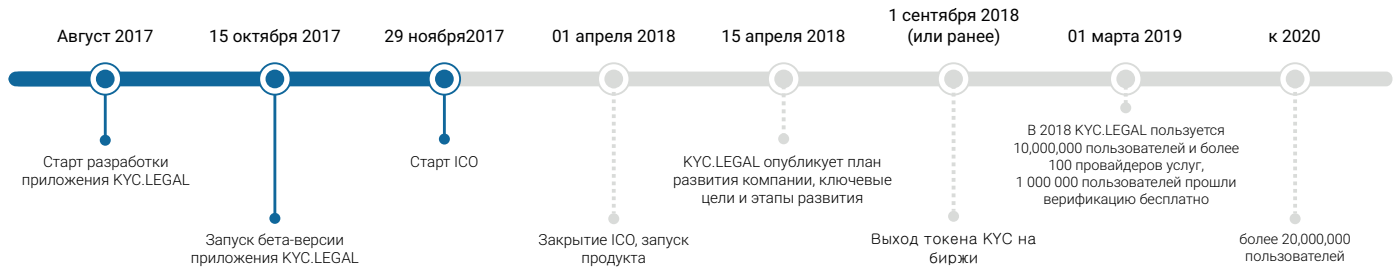 Август 2017
15 октября 2017
29 ноября2017
01 апреля 2018
15 апреля 2018
1 сентября 2018
(или ранее)
01 марта 2019
к 2020
Старт разработки
приложения KYC.LEGAL
Запуск бета-версии
приложения KYC.LEGAL
Старт ICO
Закрытие ICO, запуск
продукта
KYC.LEGAL опубликует план
развития компании, ключевые
цели и этапы развития
Выход токена KYC на
биржи
В 2018 KYC.LEGAL пользуется
10,000,000 пользователей и более
100 провайдеров услуг,
1 000 000 пользователей прошли
верификацию бесплатно
более 20,000,000
пользователей